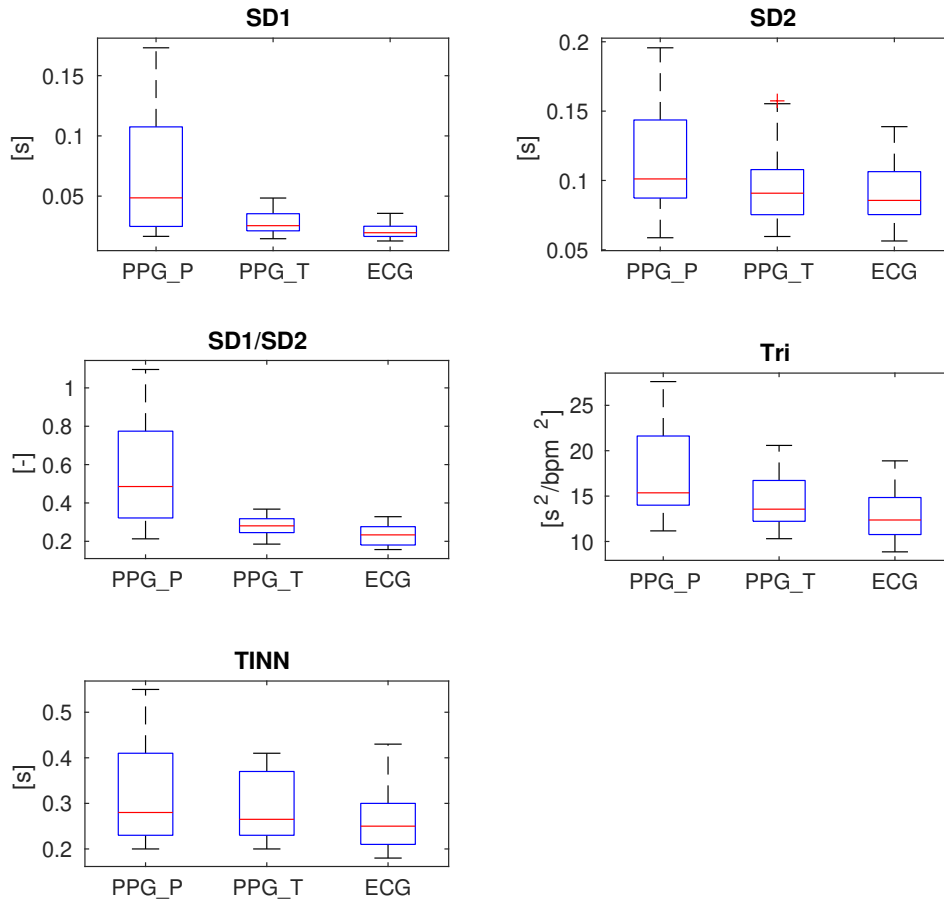 SD1
0.15
0.1
0.05
[s]
PPG_P PPG_T ECG
SD2
0.2
0.15
0.1
0.05
[s]
PPG_P PPG_T ECG
SD1/SD2
1
0.8
0.6
0.4
0.2
[-]
PPG_P PPG_T ECG
Tri
25
20
15
10
[s²/bpm ²]
PPG_P PPG_T ECG
TINN
0.5
0.4
0.3
0.2
[s]
PPG_P PPG_T ECG